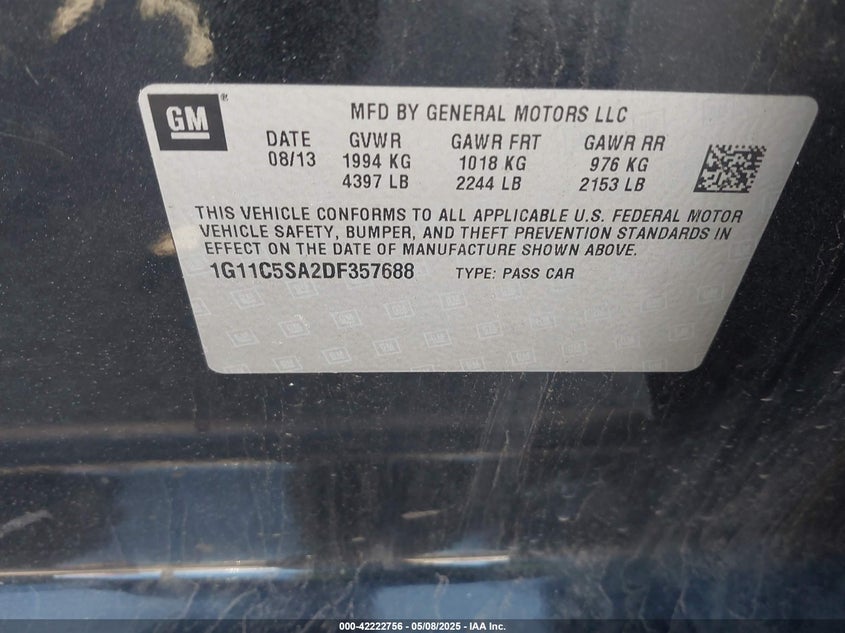 GM®
MFD BY GENERAL MOTORS LLC
DATE GVWR GAWR FRT GAWR RR
08/13 1994 KG 1018 KG 976 KG
4397 LB 2244 LB 2153 LB
THIS VEHICLE CONFORMS TO ALL APPLICABLE U.S. FEDERAL MOTOR
VEHICLE SAFETY, BUMPER, AND THEFT PREVENTION STANDARDS IN
EFFECT ON THE DATE OF MANUFACTURE SHOWN ABOVE.
1G11C5SA2DF357688 TYPE: PASS CAR
000-42222756 - 05/08/2025 - IAA Inc.